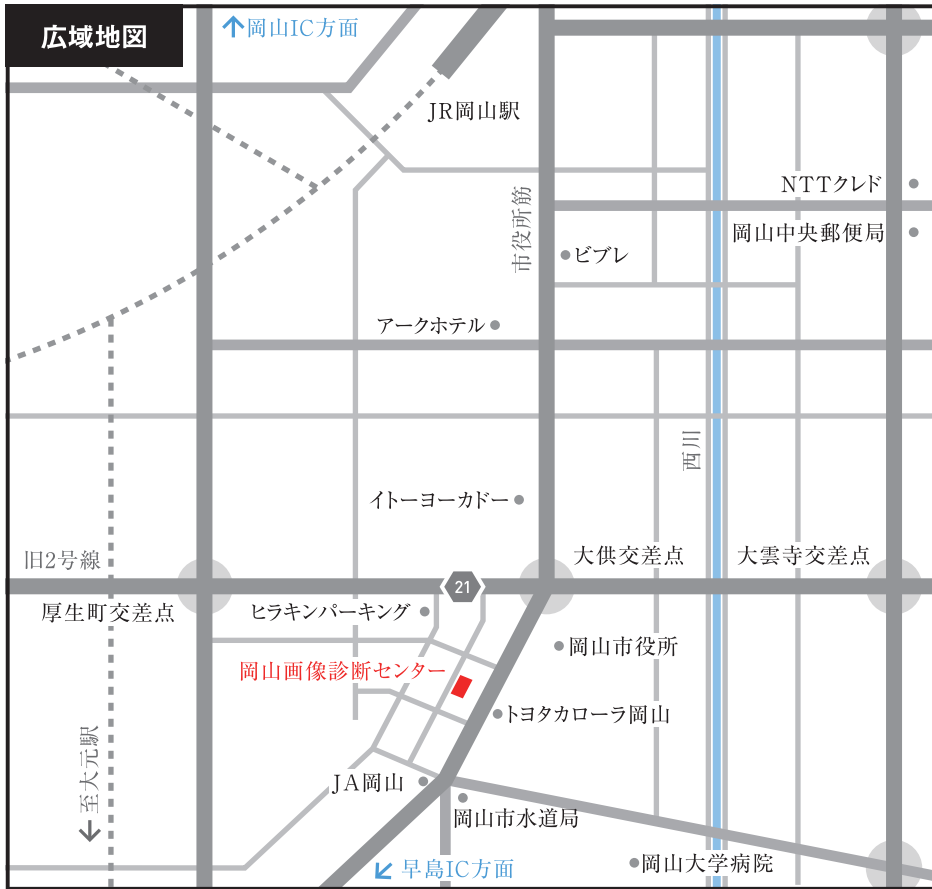 広域地図
岡山IC方面
JR岡山駅
NTTクレド
市役所筋
岡山中央郵便局
ビブレ
アークホテル
西川
イトーヨーカドー
旧2号線
大供交差点
大雲寺交差点
21
厚生町交差点
ヒラキンパーキング
岡山市役所
岡山画像診断センター
トヨタカローラ岡山
至大元駅
JA岡山
岡山市水道局
早島IC方面
岡山大学病院